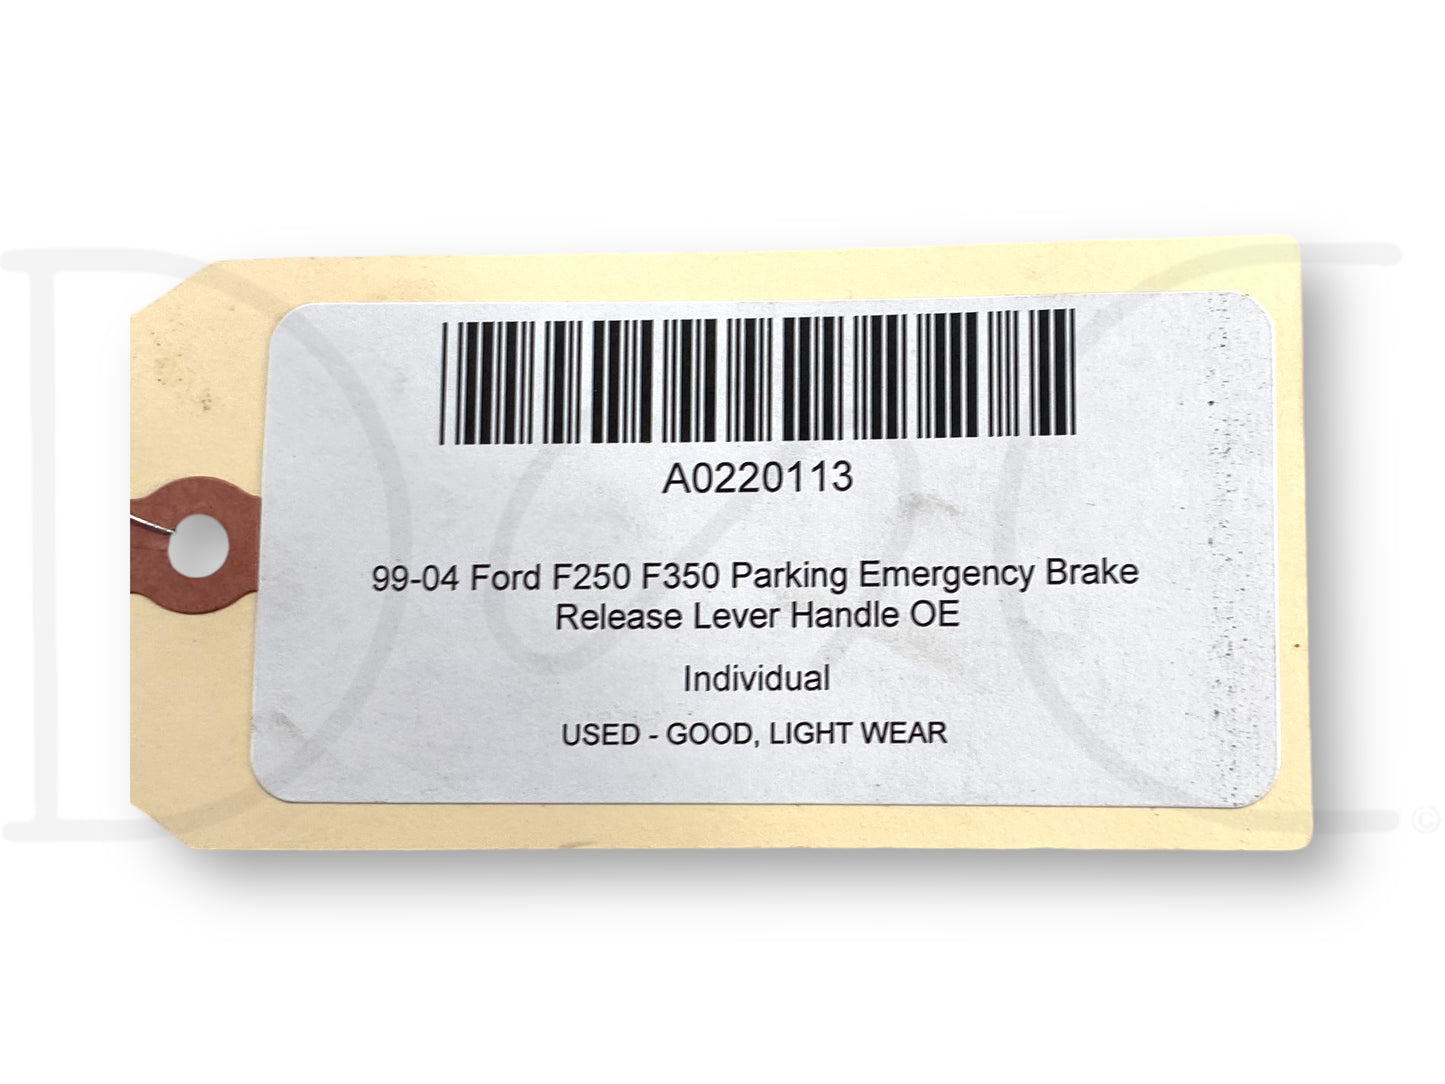 A0220113
99-04 Ford F250 F350 Parking Emergency Brake
Release Lever Handle OE
Individual
USED - GOOD, LIGHT WEAR
©